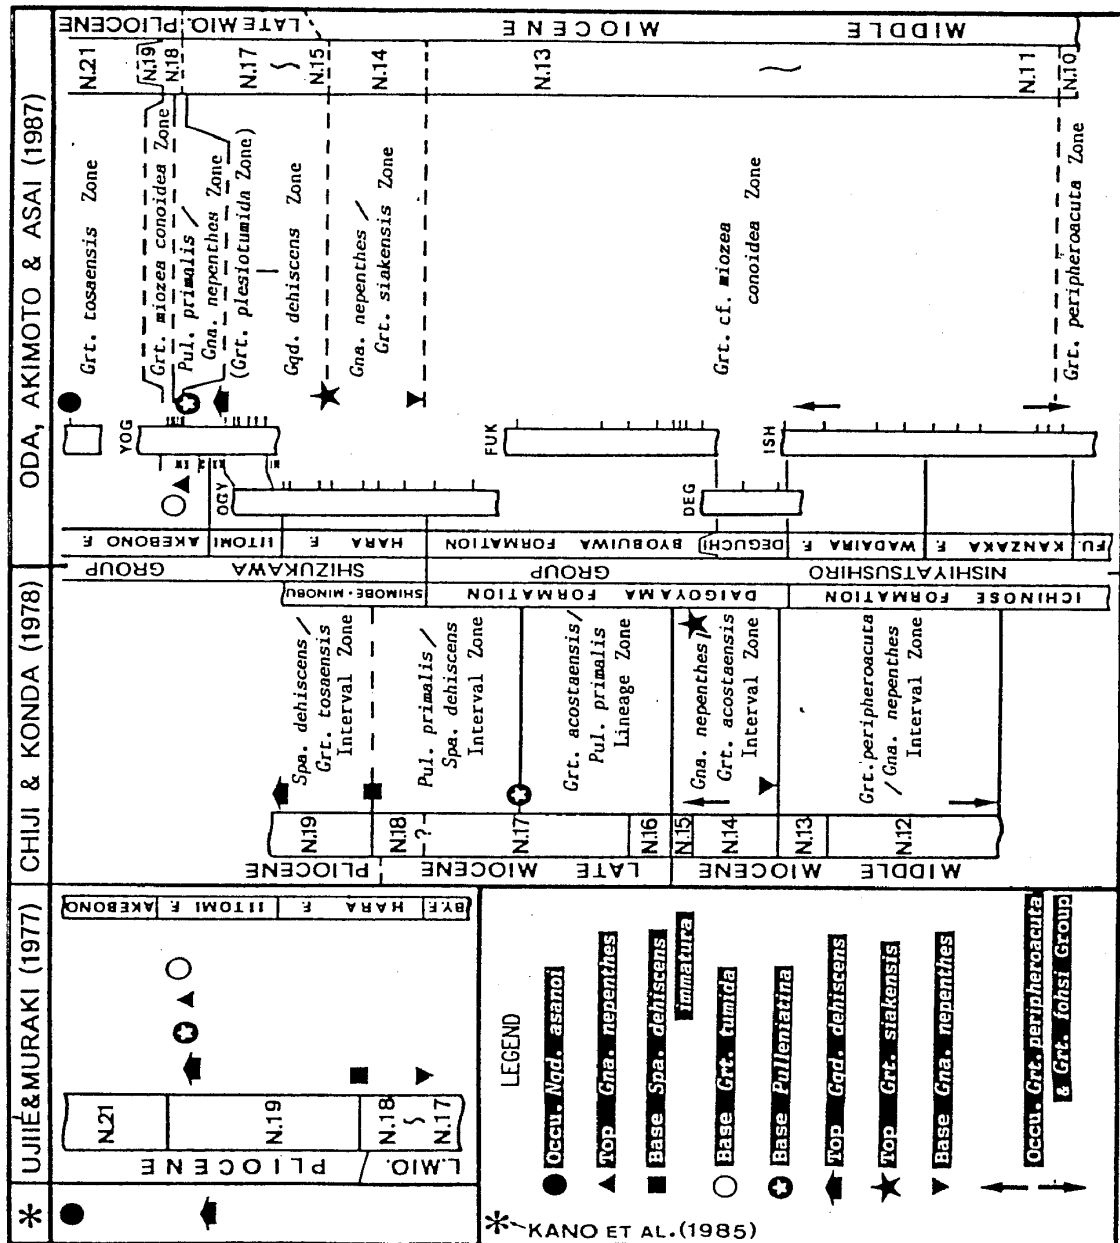 *
UJIIÉ&MURAKI (1977)
CHIJI & KONDA (1978)
ODA, AKIMOTO & ASAI (1987)
L.MIO.
PLIOCENE
N.21
N.19
N.18
N.17
AKEBONO
IITOMI F.
HARA F.
BY.F.
PLIOCENE
LATE MIOCENE
MIDDLE MIOCENE
N.19
N.18
?
N.17
N.16
N.15
N.14
N.13
N.12
Spa. dehiscens/
Grt. tosaensis
Interval Zone
Pul. primalis/
Spa. dehiscens
Interval Zone
Grt. acostaensis/
Pul. primalis
Lineage Zone
Gna. nepenthes/
Grt. acostaensis
Interval Zone
Grt.peripheroacuta
/Gna. nepenthes
Interval Zone
SHIMOBE-MINOBU
DAIGOYAMA FORMATION
ICHINOSE FORMATION
SHIZUKAWA GROUP
NISHIYATSUSHIRO GROUP
AKEBONO F.
IITOMI
HARA F.
BYOBUIWA FORMATION
DEGUCHI
WADAIRA F.
KANZAKA F.
FU.
YOG
OGY
FUK
DEG
ISH
Grt. tosaensis Zone
Grt. miozea conoidea Zone
Pul. primalis/
Gna. nepenthes Zone
(Grt. plesiotumida Zone)
Gqd. dehiscens Zone
Gna. nepenthes/
Grt. siakensis Zone
Grt. cf. miozea
conoidea Zone
Grt. peripheroacuta Zone
N.21
N.19
N.18
N.17
N.15
N.14
N.13
N.11
N.10
PLIOCENE
LATE MIO.
MIDDLE MIOCENE
LEGEND
Occu. Nqd. asanoi
Top Gna. nepenthes
Base Spa. dehiscens
immatura
Base Grt. tumida
Base Pulleniatina
Top Gqd. dehiscens
Top Grt. siakensis
Base Gna. nepenthes
Occu. Grt. peripheroacuta
& Grt. fohsi Group
* KANO ET AL.(1985)